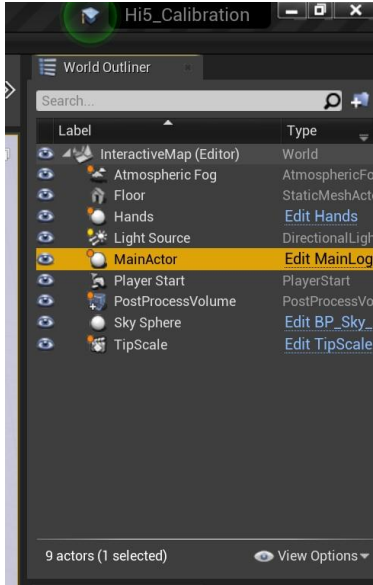 Hi5_Calibration
World Outliner
Search...
Label Type
InteractiveMap (Editor) World
Atmospheric Fog AtmosphericFo
Floor StaticMeshActo
Hands Edit Hands
Light Source DirectionalLigh
MainActor Edit MainLog
Player Start PlayerStart
PostProcessVolume PostProcessVo
Sky Sphere Edit BP_Sky_
TipScale Edit TipScale
9 actors (1 selected) View Options